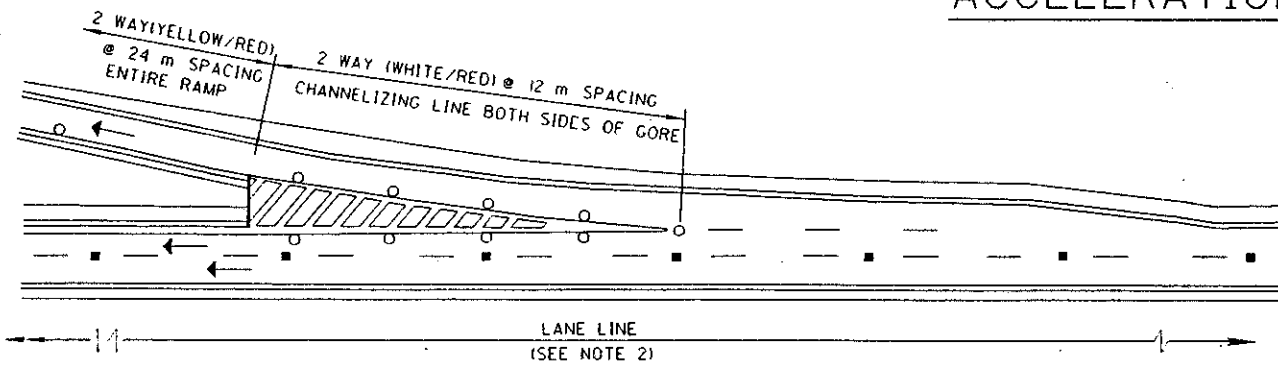 2 WAY(YELLOW/RED)
@ 24 m SPACING
ENTIRE RAMP
2 WAY (WHITE/RED) @ 12 m SPACING
CHANNELIZING LINE BOTH SIDES OF GORE
LANE LINE
(SEE NOTE 2)